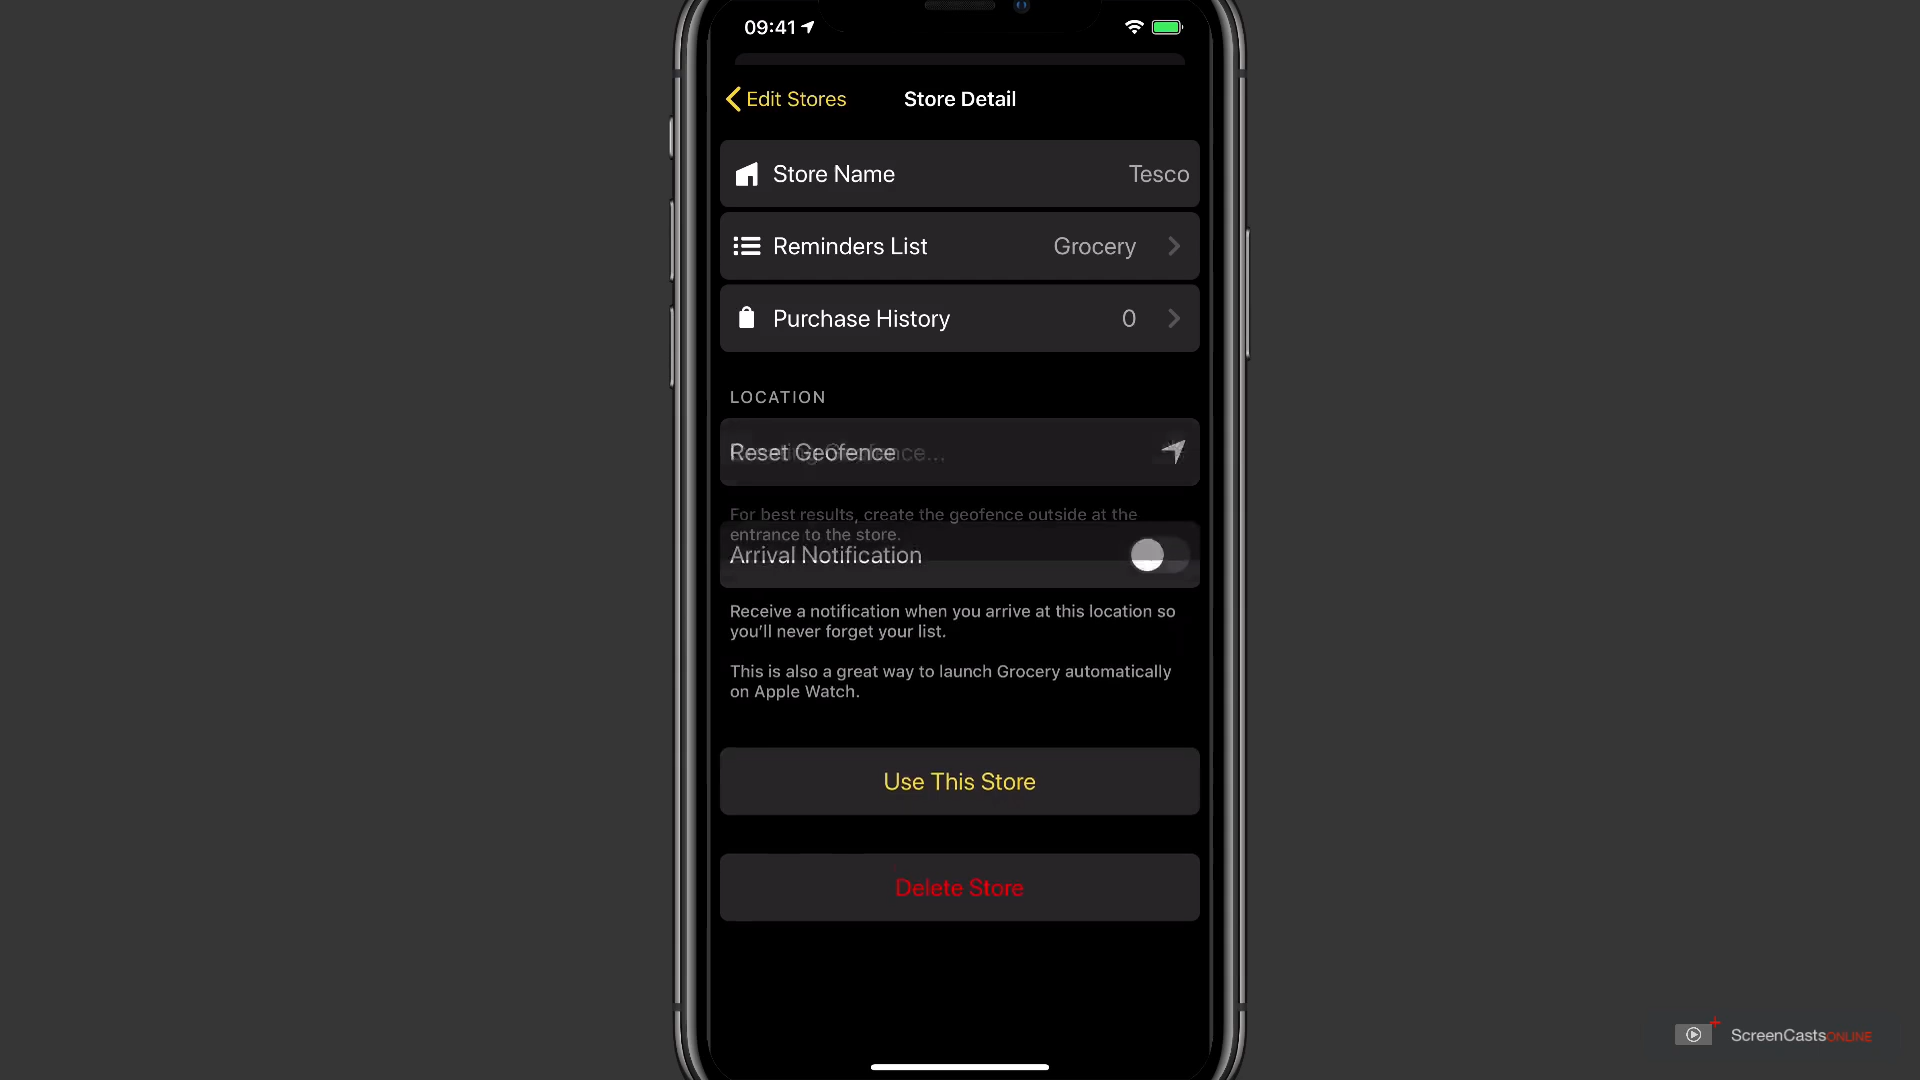 09:41
Edit Stores
Store Detail
Store Name
Tesco
Reminders List
Grocery
Purchase History
0
LOCATION
Reset Geofence
For best results, create the geofence outside at the
entrance to the store.
Arrival Notification
Receive a notification when you arrive at this location so
you'll never forget your list.
This is also a great way to launch Grocery automatically
on Apple Watch.
Use This Store
Delete Store
ScreenCastsONLINE